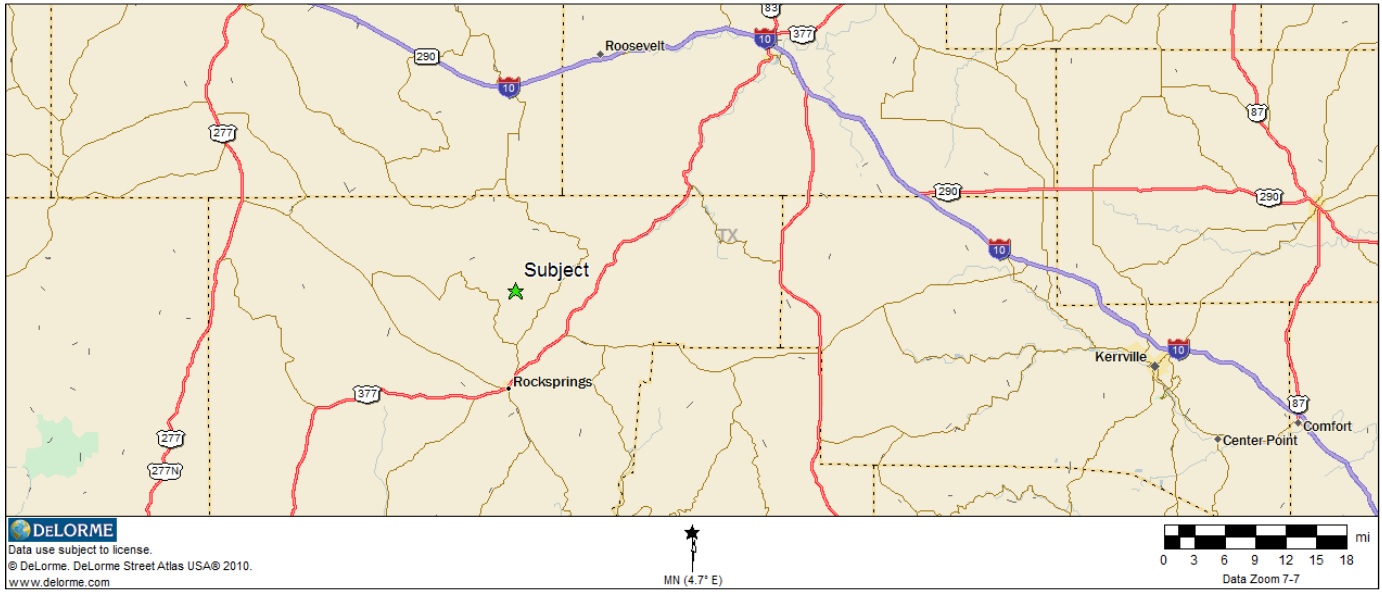 83
377
10
Roosevelt
290
10
87
277
290
290
TX
10
Subject
10
Kerrville
Rocksprings
377
87
Comfort
277
Center Point
277N
DELORME
Data use subject to license.
© DeLorme. DeLorme Street Atlas USA® 2010.
www.delorme.com
MN (4.7° E)
mi
0 3 6 9 12 15 18
Data Zoom 7-7